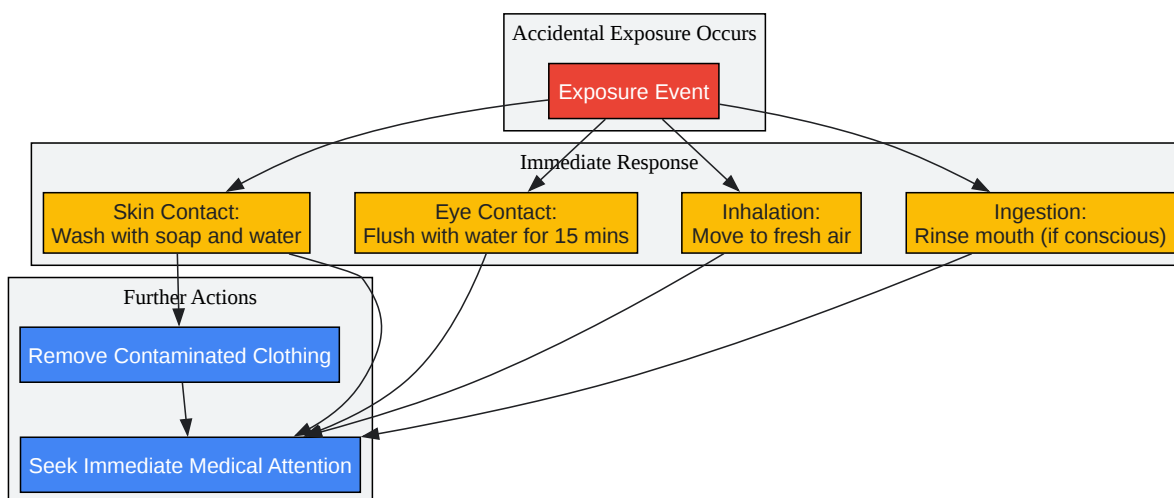 Accidental Exposure Occurs
Exposure Event
Immediate Response
Skin Contact:
Wash with soap and water
Eye Contact:
Flush with water for 15 mins
Inhalation:
Move to fresh air
Ingestion:
Rinse mouth (if conscious)
Further Actions
Remove Contaminated Clothing
Seek Immediate Medical Attention